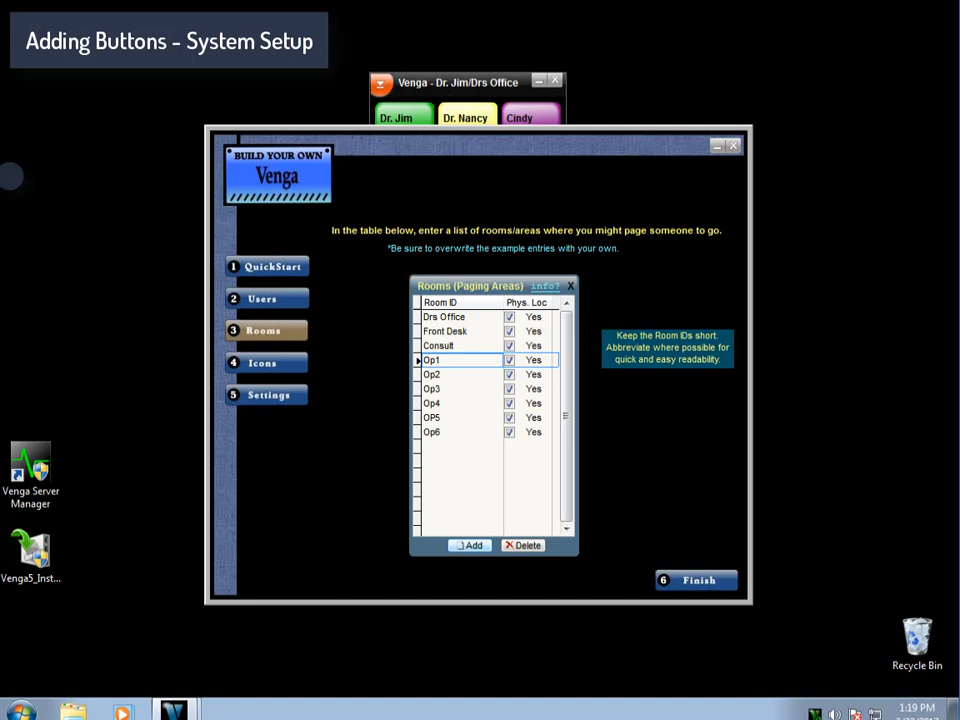 Adding Buttons - System Setup
Venga - Dr. Jim/Drs Office
Dr. Jim
Dr. Nancy
Cindy
BUILD YOUR OWN
Venga
In the table below, enter a list of rooms/areas where you might page someone to go.
*Be sure to overwrite the example entries with your own.
1 QuickStart
2 Users
3 Rooms
4 Icons
5 Settings
Rooms (Paging Areas) info? X
Room ID Phys. Loc
Drs Office Yes
Front Desk Yes
Consult Yes
Op1 Yes
Op2 Yes
Op3 Yes
Op4 Yes
OP5 Yes
Op6 Yes
Add
Delete
Keep the Room IDs short.
Abbreviate where possible for
quick and easy readability.
6 Finish
Venga Server
Manager
Venga5_Inst...
Recycle Bin
1:19 PM